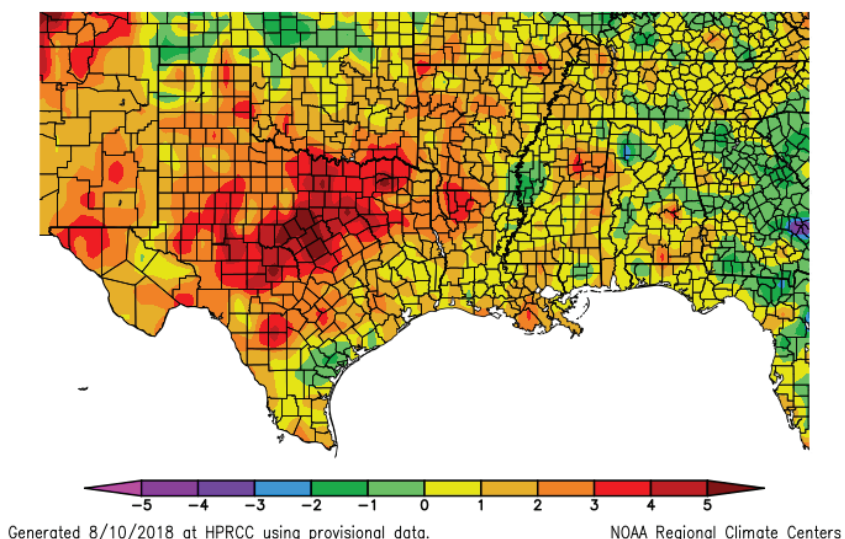 -5 -4 -3 -2 -1 0 1 2 3 4 5
Generated 8/10/2018 at HPRCC using provisional data. NOAA Regional Climate Centers